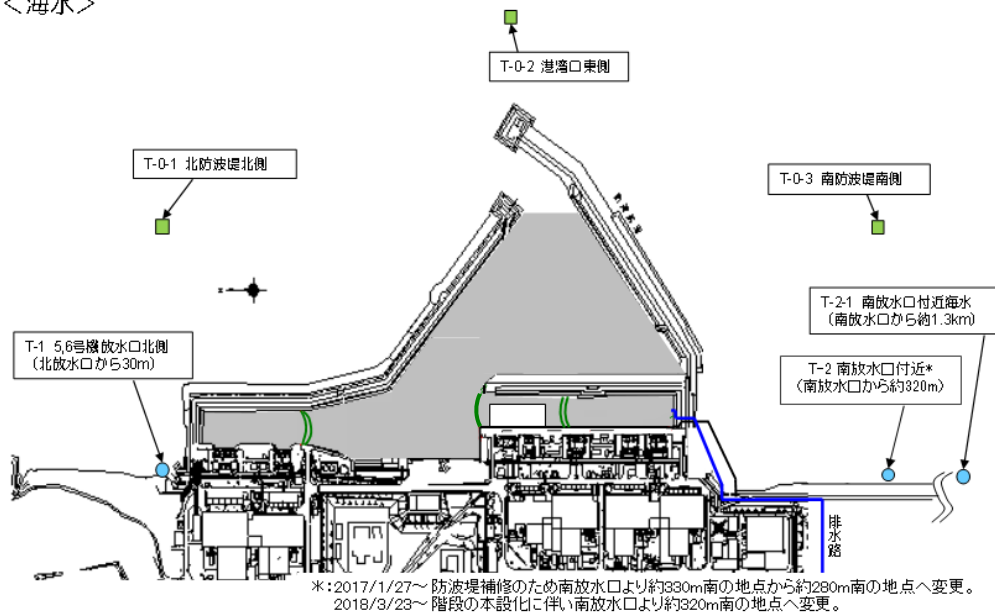 ＜海水＞
T-0-2 港湾口東側
T-0-1 北防波堤北側
T-0-3 南防波堤南側
T-1 5,6号機放水口北側
（北放水口から30m）
T-2-1 南放水口付近海水
（南放水口から約1.3km）
T-2 南放水口付近*
（南放水口から約320m）
排水路
*：2017/1/27～ 防波堤補修のため南放水口より約330m南の地点から約280m南の地点へ変更。
2018/3/23～ 階段の本設化に伴い南放水口より約320m南の地点へ変更。